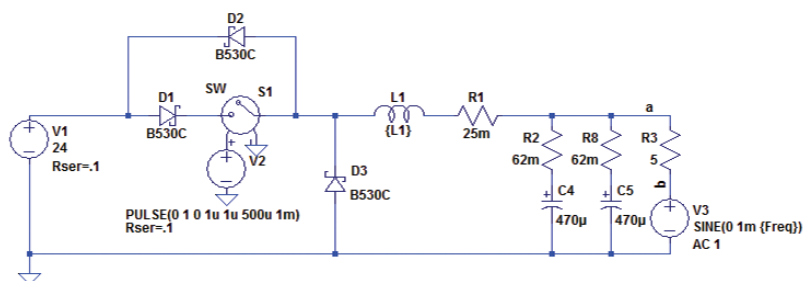 D2
B530C
D1
B530C
SW
S1
V1
24
Rser=.1
V2
PULSE(0 1 0 1u 1u 500u 1m)
Rser=.1
D3
B530C
L1
{L1}
R1
25m
a
R2
62m
R8
62m
R3
5
C4
470µ
C5
470µ
b
V3
SINE(0 1m {Freq})
AC 1